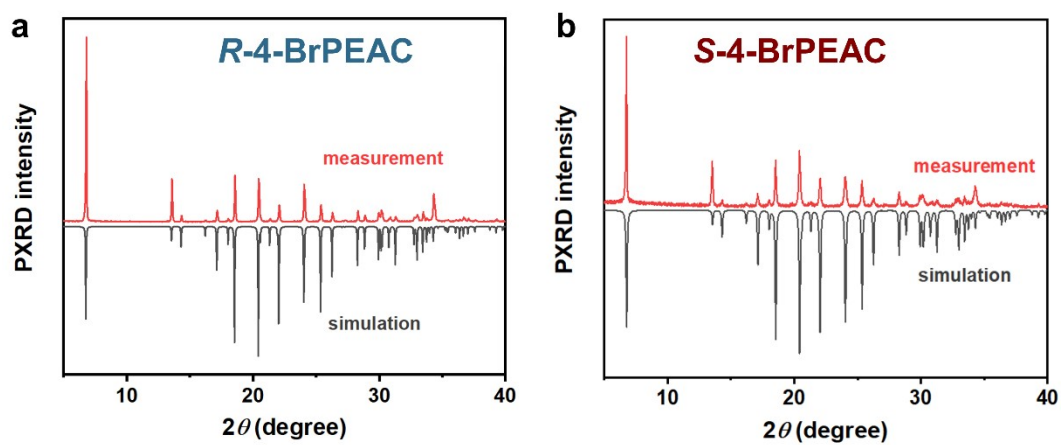 a
R-4-BrPEAC
PXRD intensity
measurement
simulation
10
20
30
40
2θ (degree)
b
S-4-BrPEAC
PXRD intensity
measurement
simulation
10
20
30
40
2θ (degree)